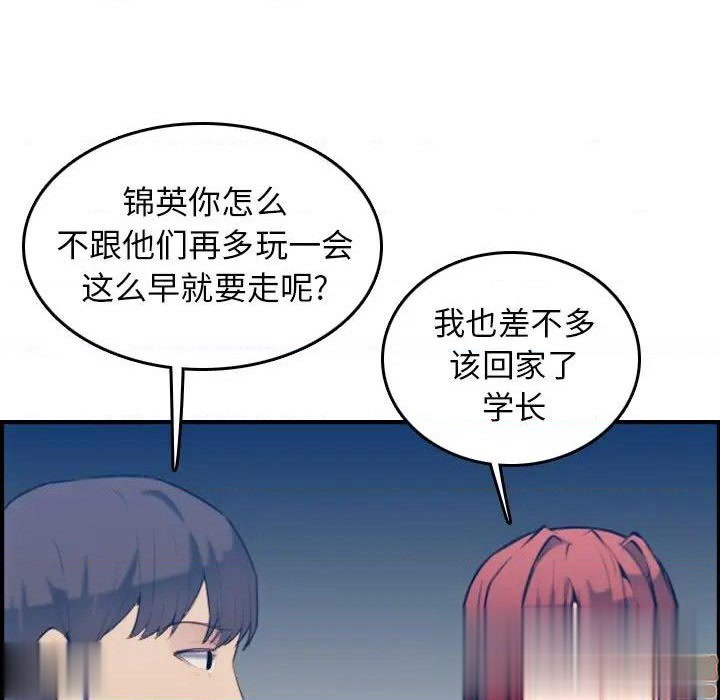 锦英你怎么
不跟他们再多玩一会
这么早就要走呢?
我也差不多
该回家了
学长